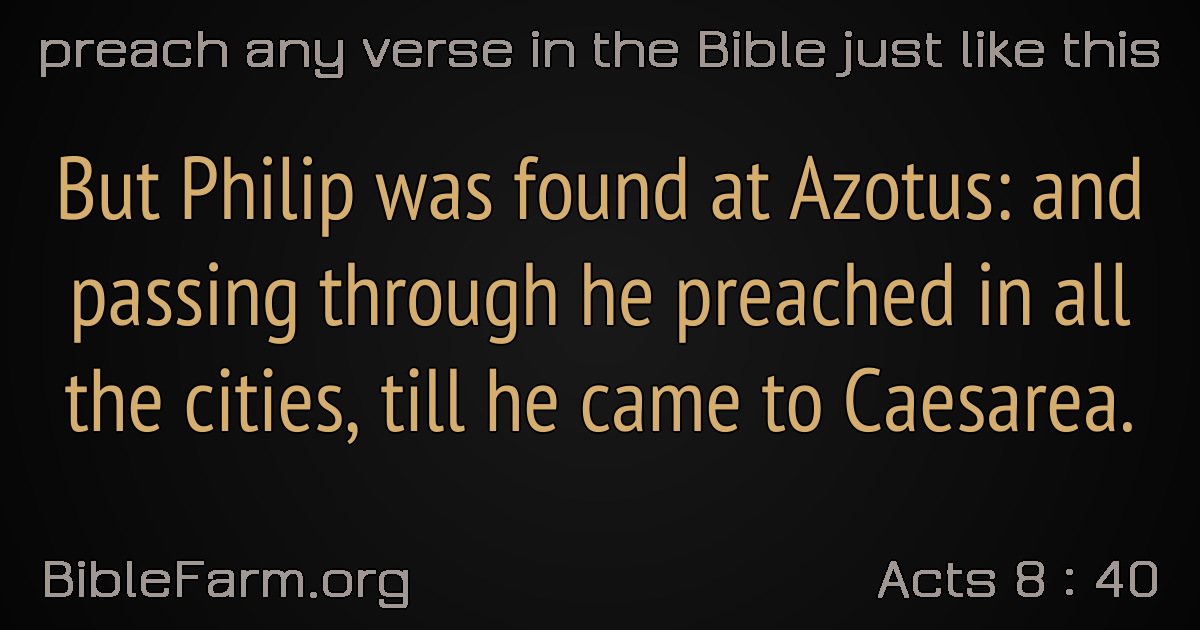 preach any verse in the Bible just like this
But Philip was found at Azotus: and
passing through he preached in all
the cities, till he came to Caesarea.
BibleFarm.org
Acts 8 : 40